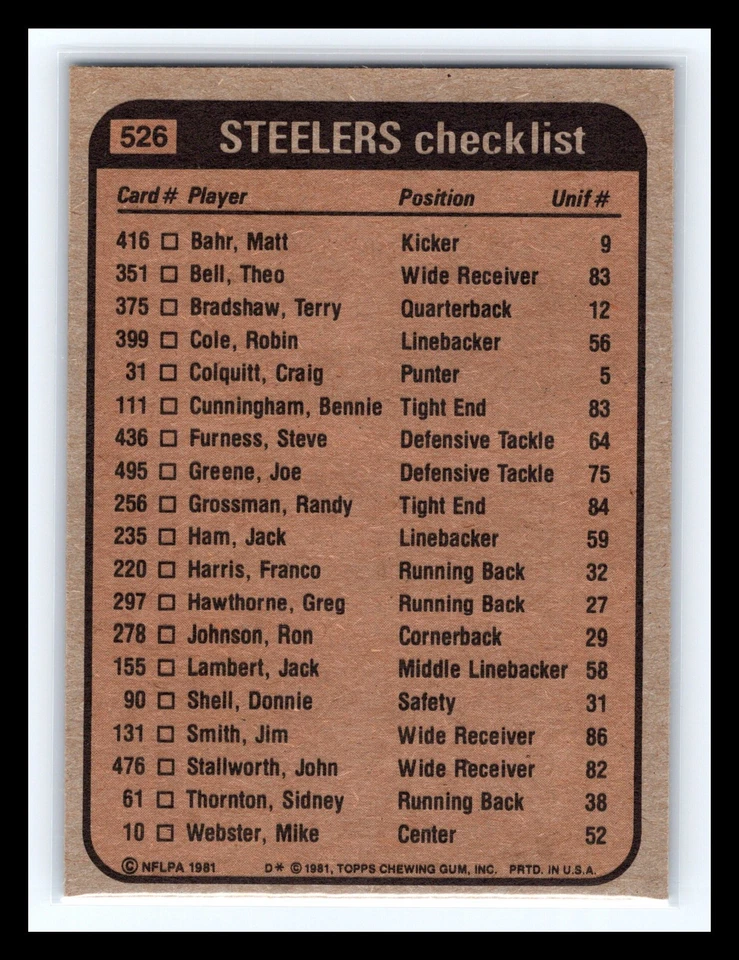 526 STEELERS checklist
Card # Player Position Unif #
416 □ Bahr, Matt Kicker 9
351 □ Bell, Theo Wide Receiver 83
375 □ Bradshaw, Terry Quarterback 12
399 □ Cole, Robin Linebacker 56
31 □ Colquitt, Craig Punter 5
111 □ Cunningham, Bennie Tight End 83
436 □ Furness, Steve Defensive Tackle 64
495 □ Greene, Joe Defensive Tackle 75
256 □ Grossman, Randy Tight End 84
235 □ Ham, Jack Linebacker 59
220 □ Harris, Franco Running Back 32
297 □ Hawthorne, Greg Running Back 27
278 □ Johnson, Ron Cornerback 29
155 □ Lambert, Jack Middle Linebacker 58
90 □ Shell, Donnie Safety 31
131 □ Smith, Jim Wide Receiver 86
476 □ Stallworth, John Wide Receiver 82
61 □ Thornton, Sidney Running Back 38
10 □ Webster, Mike Center 52
© NFLPA 1981 D* © 1981, TOPPS CHEWING GUM, INC. PRTD. IN U.S.A.